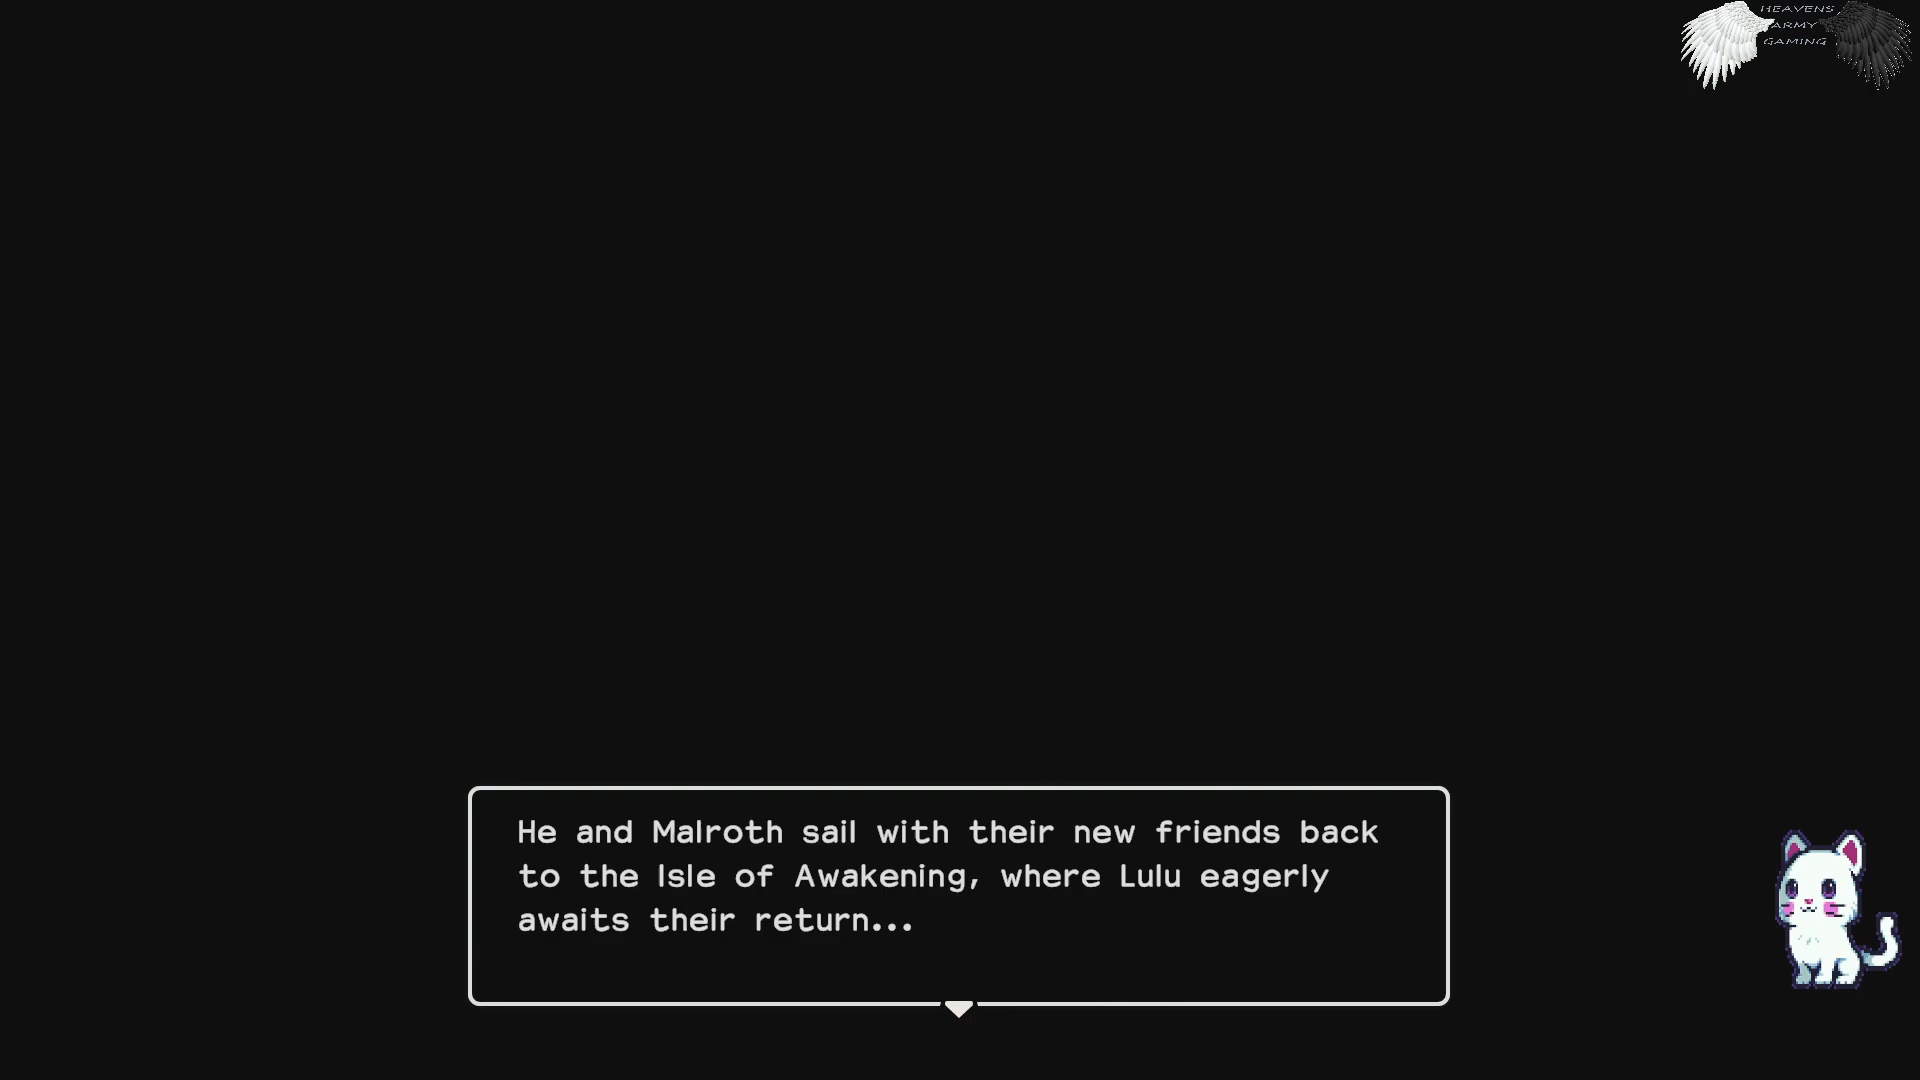 HEAVENS
ARMY
GAMING
He and Malroth sail with their new friends back
to the Isle of Awakening, where Lulu eagerly
awaits their return...